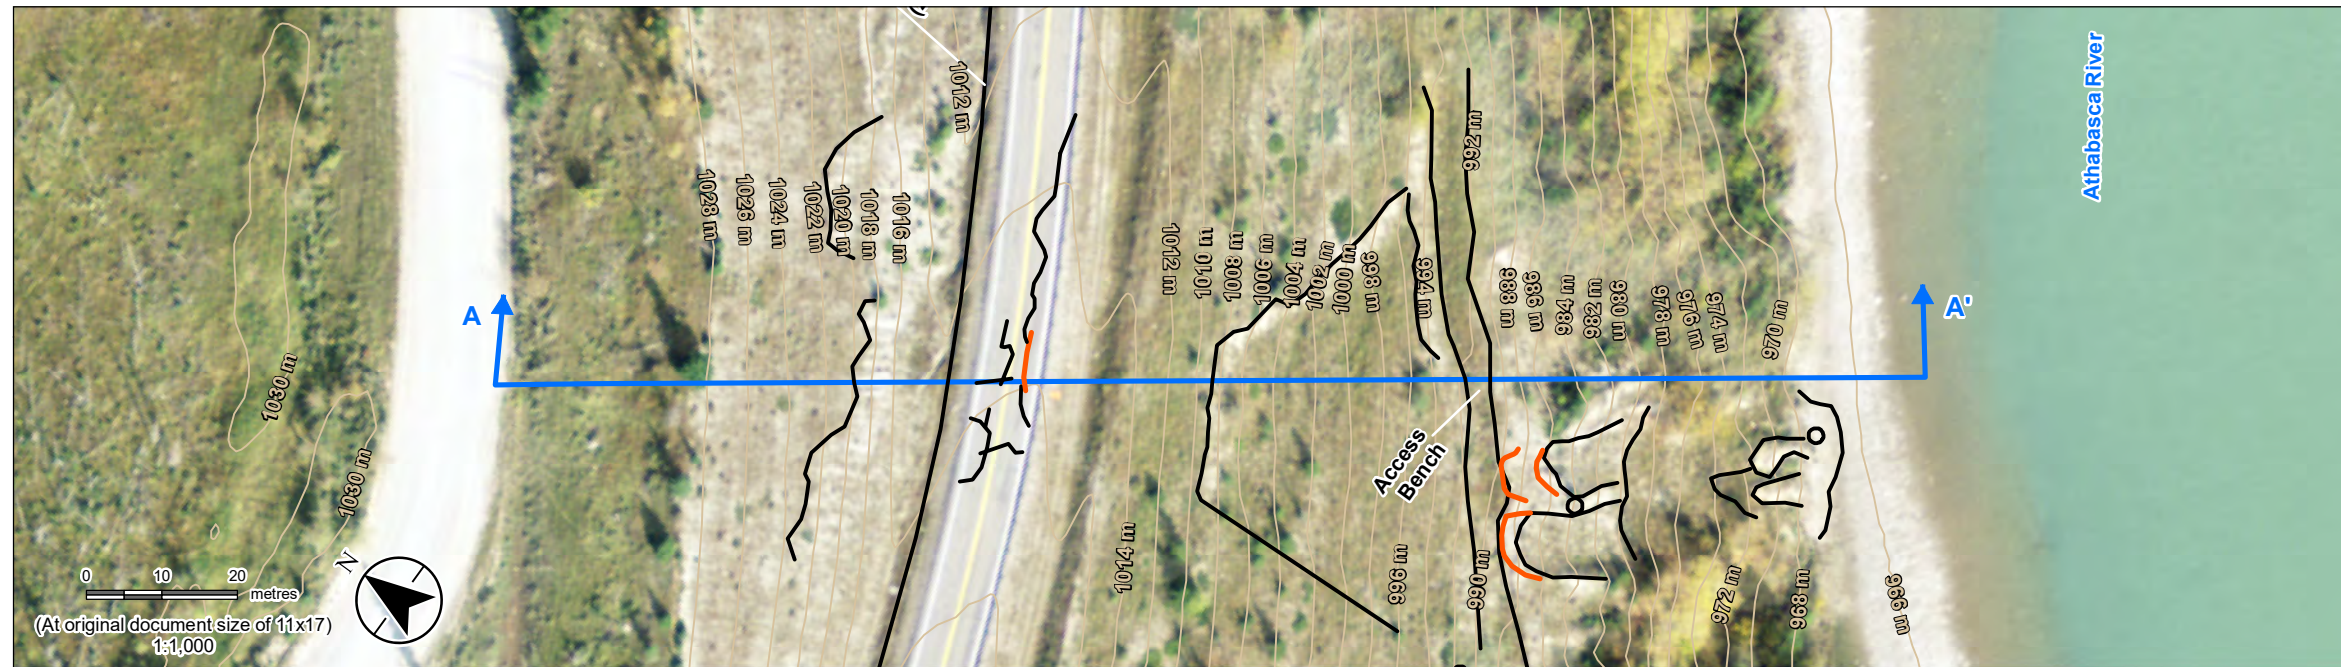 Athabasca River
1012 m
1028 m
1026 m
1024 m
1022 m
1020 m
1018 m
1016 m
1012 m
1010 m
1008 m
1006 m
1004 m
1002 m
1000 m
998 m
994 m
992 m
988 m
986 m
984 m
982 m
980 m
978 m
976 m
974 m
970 m
A
A'
1030 m
1030 m
Access
Bench
1014 m
996 m
990 m
972 m
968 m
966 m
N
0 10 20
metres
(At original document size of 11x17)
1:1,000